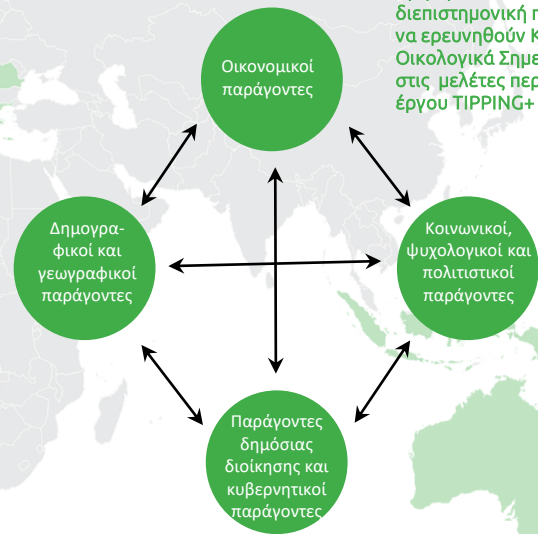 διεπιστημονική
να ερευνηθούν
Οικολογικά
στις μελέτες
έργου TIPPING+
Οικονομικοί
παράγοντες
Δημογρα-
φικοί και
γεωγραφικοί
παράγοντες
Κοινωνικοί,
ψυχολογικοί και
πολιτιστικοί
παράγοντες
Παράγοντες
δημόσιας
διοίκησης και
κυβερνητικοί
παράγοντες